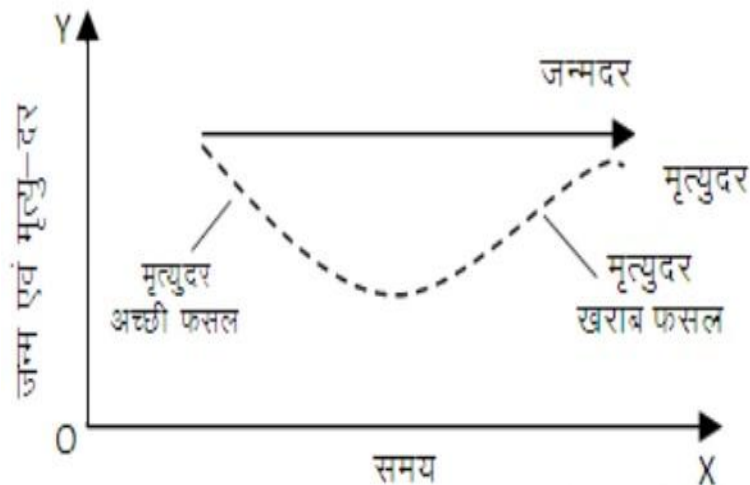 Y
जन्मदर
जन्म एवं मृत्यु-दर
मृत्युदर
मृत्युदर
अच्छी फसल
मृत्युदर
खराब फसल
O
समय
X